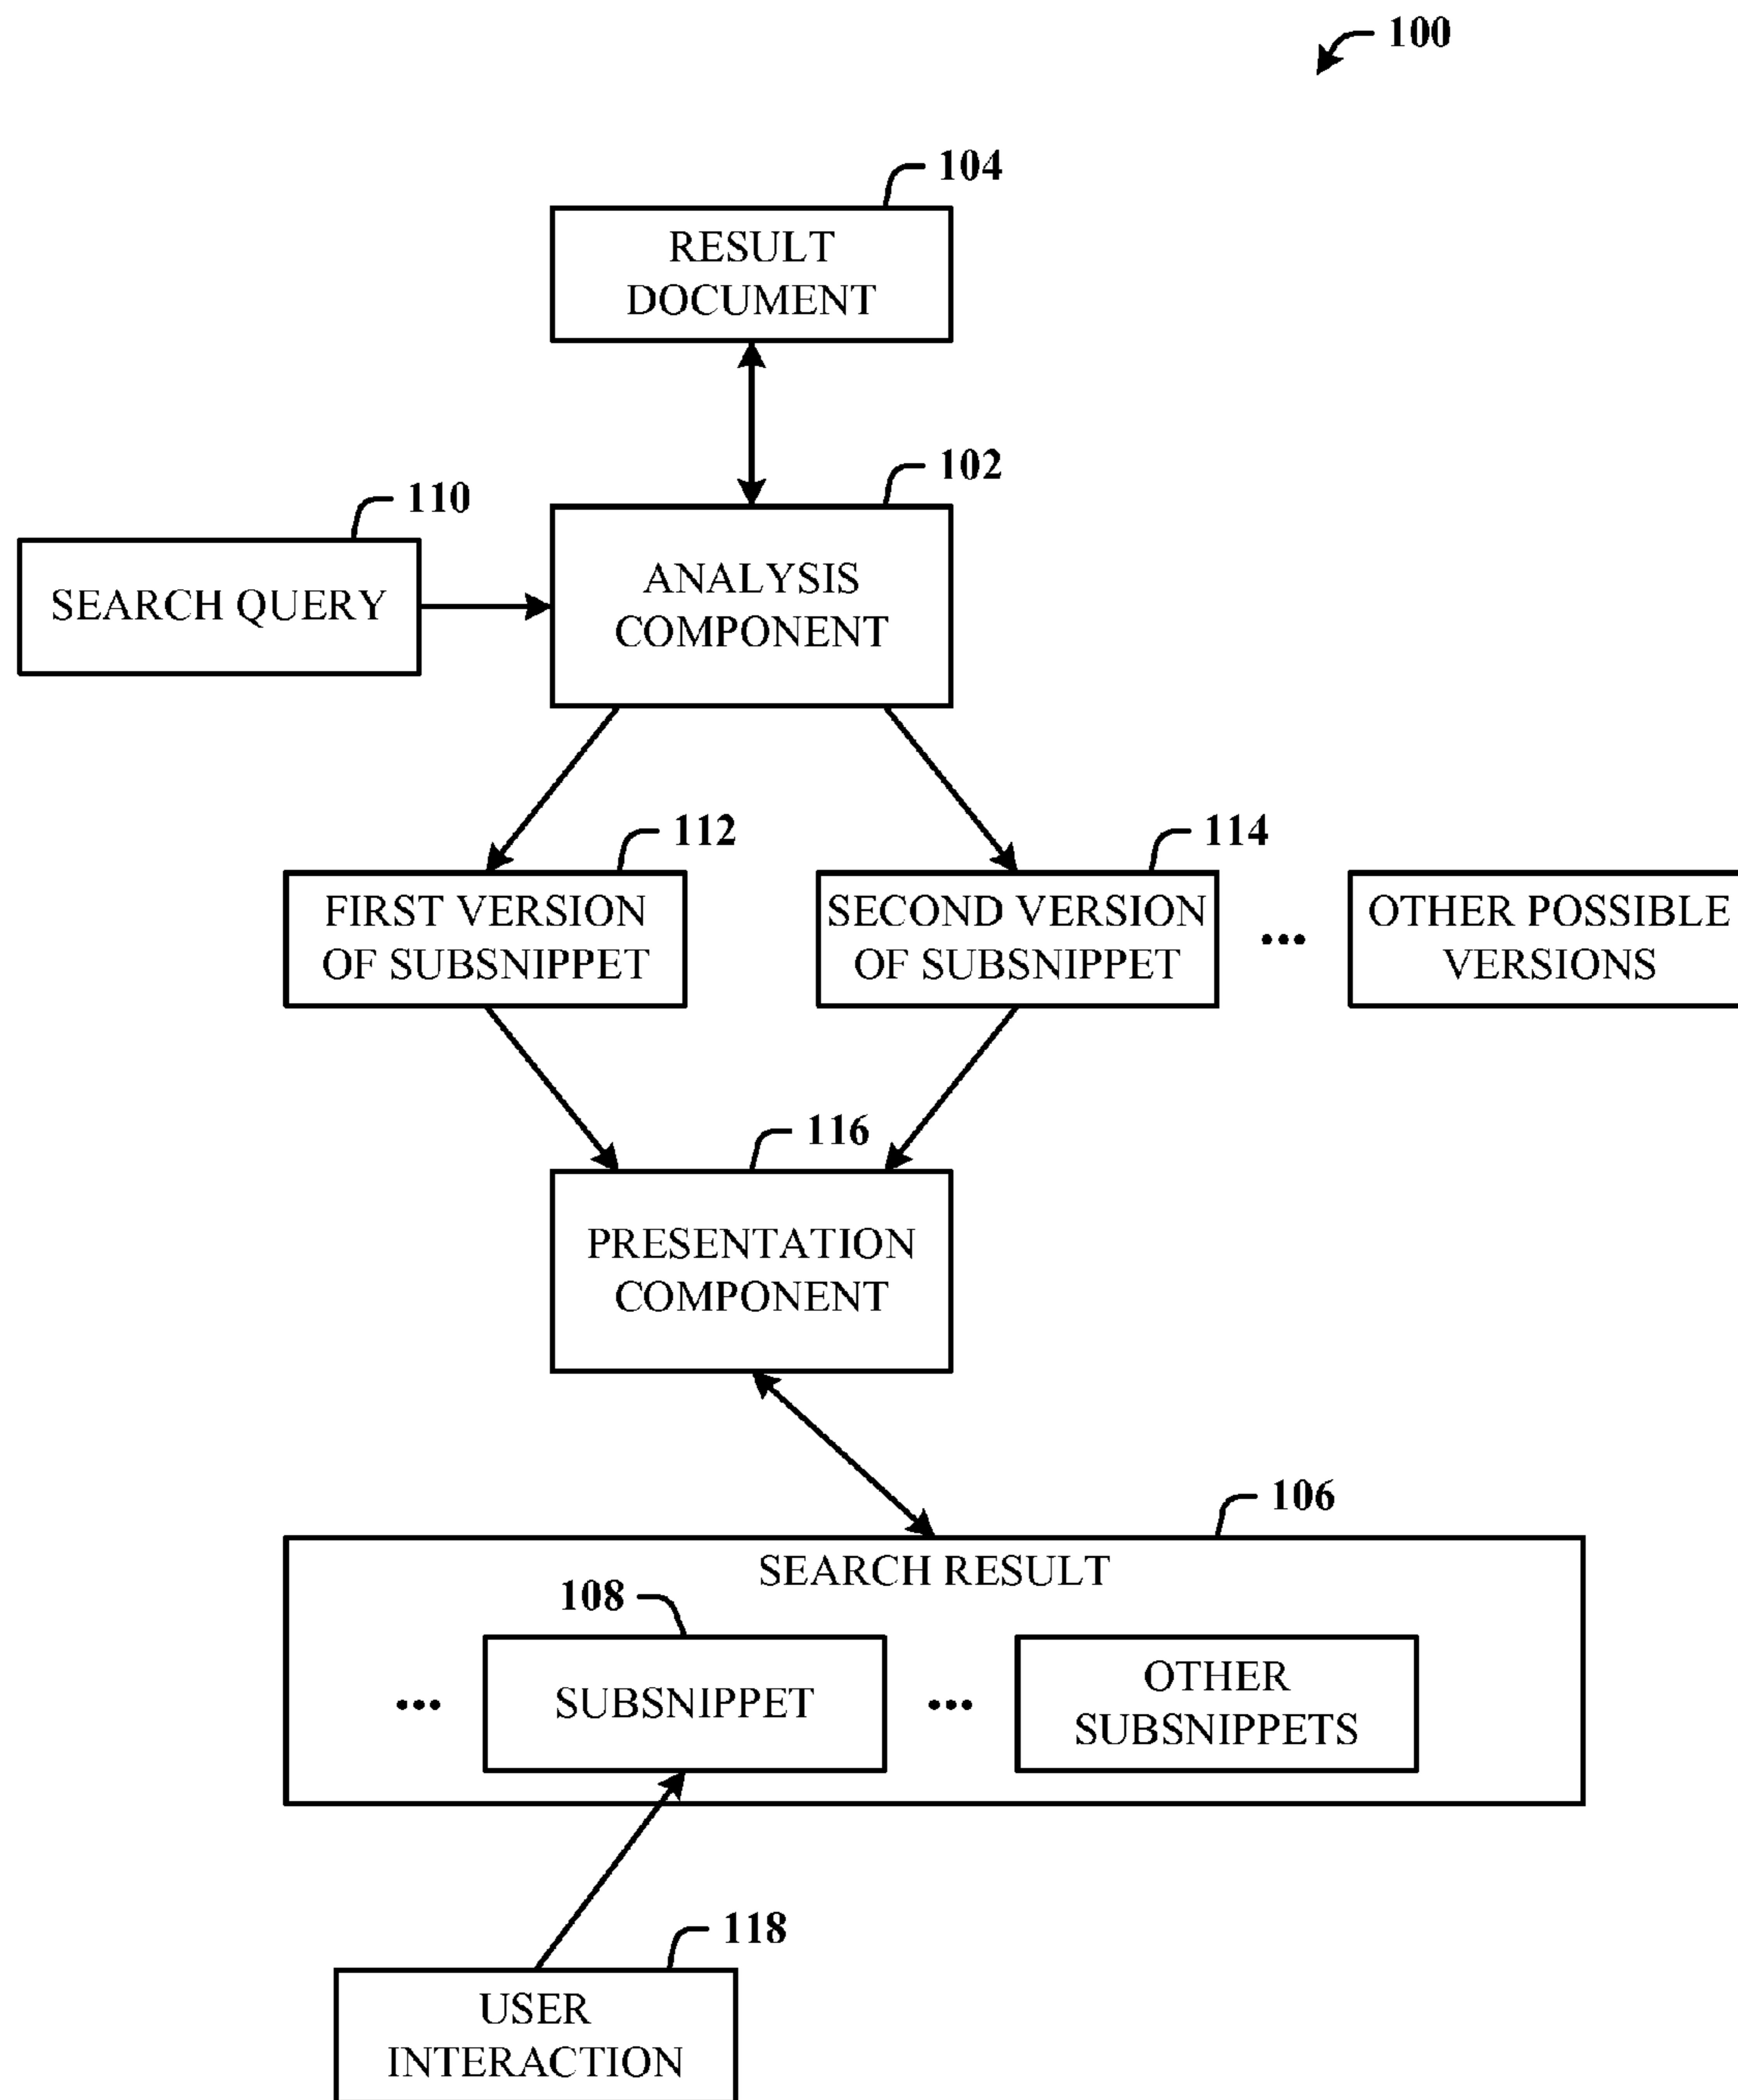 100
104
RESULT
DOCUMENT
102
110
ANALYSIS
COMPONENT
SEARCH QUERY
112
114
FIRST VERSION
OF SUBSNIPPET
SECOND VERSION
OF SUBSNIPPET
•••
OTHER POSSIBLE
VERSIONS
116
PRESENTATION
COMPONENT
106
SEARCH RESULT
108
•••
SUBSNIPPET
•••
OTHER
SUBSNIPPETS
118
USER
INTERACTION